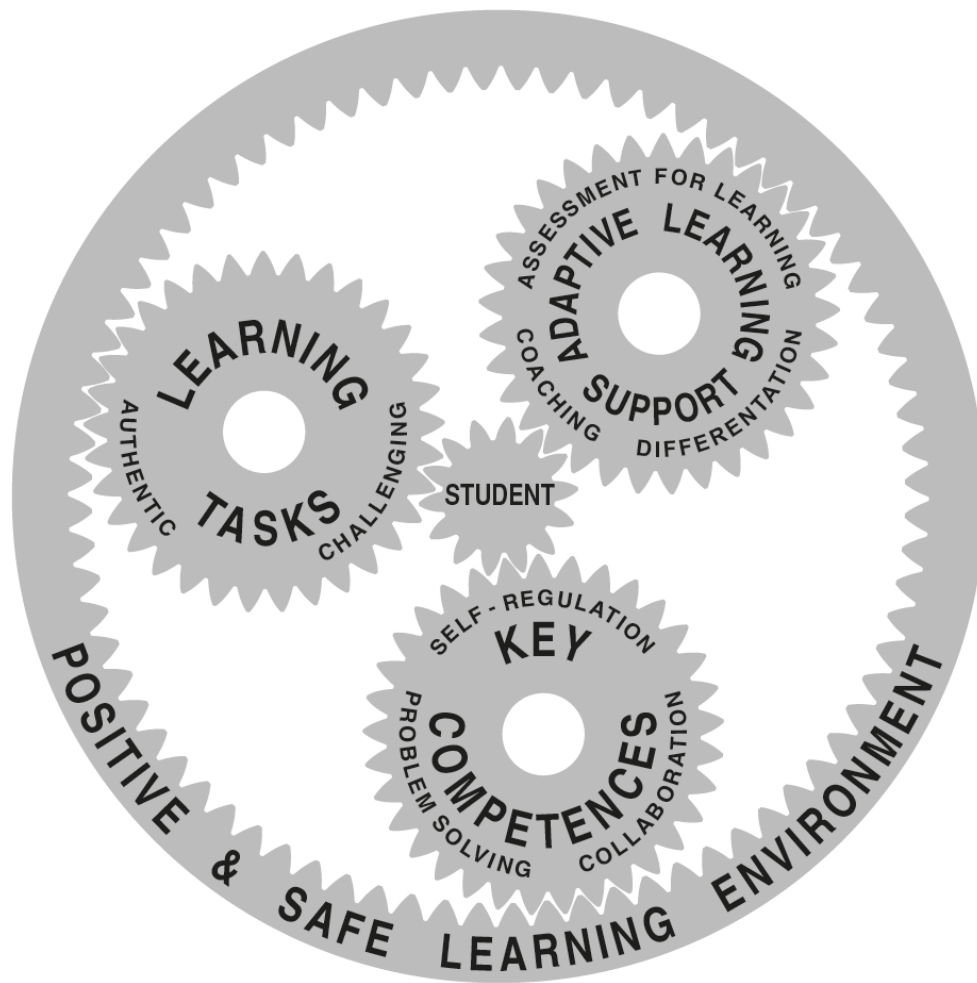 ASSESSMENT FOR LEARNING
ADAPTIVE LEARNING
SUPPORT
COACHING
DIFFERENTATION
LEARNING
TASKS
AUTHENTIC
CHALLENGING
STUDENT
SELF-REGULATION
KEY
COMPETENCES
PROBLEM SOLVING
COLLABORATION
POSITIVE & SAFE LEARNING ENVIRONMENT